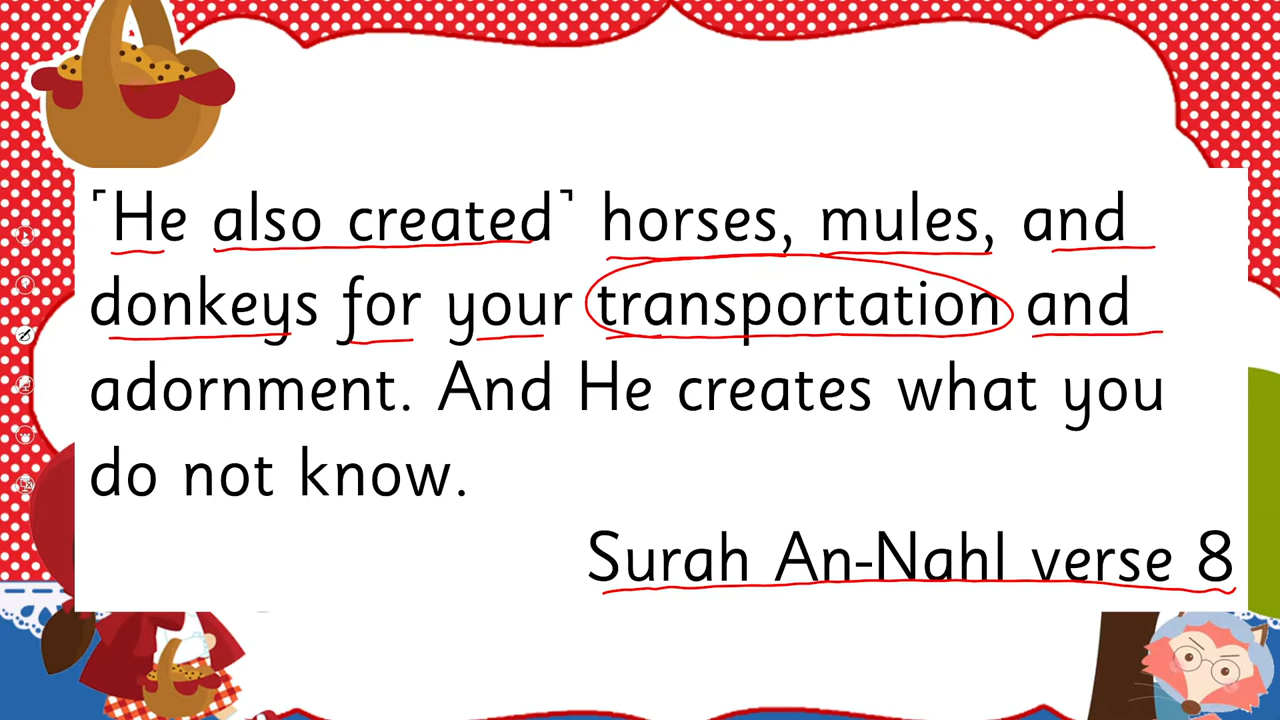 ⸢He also created⸣ horses, mules, and
donkeys for your transportation and
adornment. And He creates what you
do not know.
Surah An-Nahl verse 8